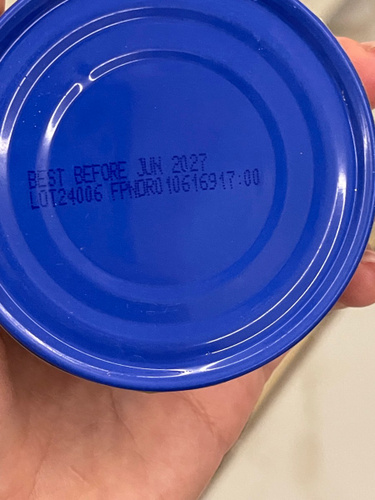 BEST BEFORE JUN 2027
LOT24006 FPNDR010616917:00